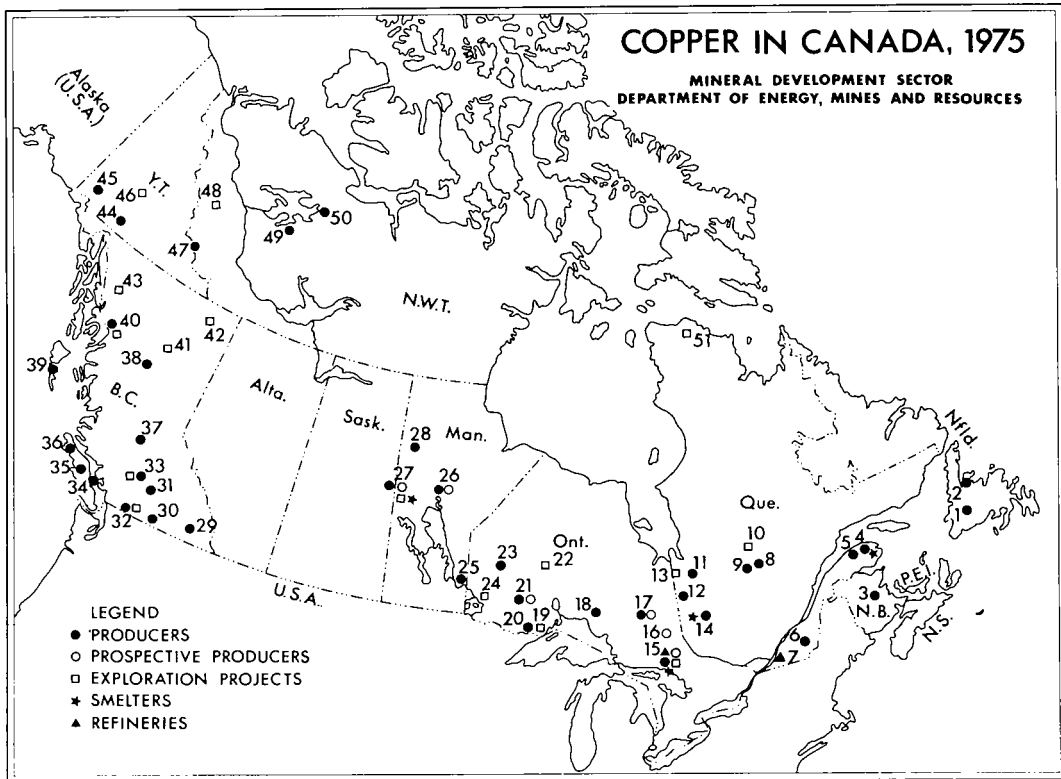 COPPER IN CANADA, 1975
MINERAL DEVELOPMENT SECTOR
DEPARTMENT OF ENERGY, MINES AND RESOURCES
Alaska
(U.S.A.)
Y.T.
45
46
48
44
50
49
47
43
N.W.T.
40
42
51
41
39
38
B.C.
Alta.
Sask.
Man.
Nfld.
37
28
36
35
33
27
26
34
31
2
1
Que.
32
30
29
10
Ont.
5
4
23
22
9
8
25
13
11
P.E.I.
24
21
12
3
N.B.
U.S.A.
20
19
18
17
14
N.S.
16
6
15
7
LEGEND
PRODUCERS
PROSPECTIVE PRODUCERS
EXPLORATION PROJECTS
SMELTERS
REFINERIES